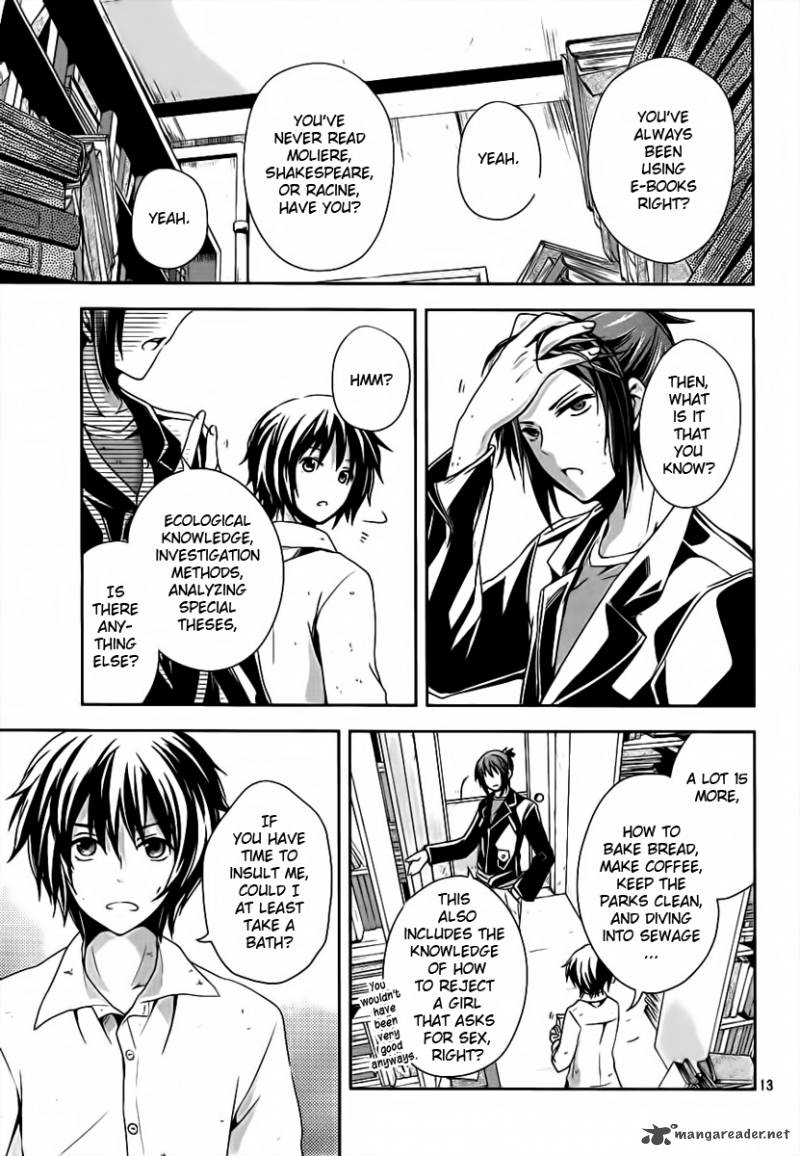 YOU'VE
ALWAYS
BEEN
USING
E-BOOKS
RIGHT?
YEAH.
YOU'VE
NEVER READ
MOLIERE,
SHAKESPEARE,
OR RACINE,
HAVE YOU?
YEAH.
THEN,
WHAT
IS IT
THAT
YOU
KNOW?
HMM?
ECOLOGICAL
KNOWLEDGE,
INVESTIGATION
METHODS,
ANALYZING
SPECIAL
THESES,
IS
THERE
ANY-
THING
ELSE?
A LOT IS
MORE,
HOW TO
BAKE BREAD,
MAKE COFFEE,
KEEP THE
PARKS CLEAN,
AND DIVING
INTO SEWAGE
...
THIS
ALSO
INCLUDES THE
KNOWLEDGE
OF HOW
TO REJECT
A GIRL
THAT ASKS
FOR SEX,
RIGHT?
You
wouldn't
have
been
very
good
anyways.
IF
YOU HAVE
TIME TO
INSULT ME,
COULD I
AT LEAST
TAKE A
BATH?
13
mangareader.net